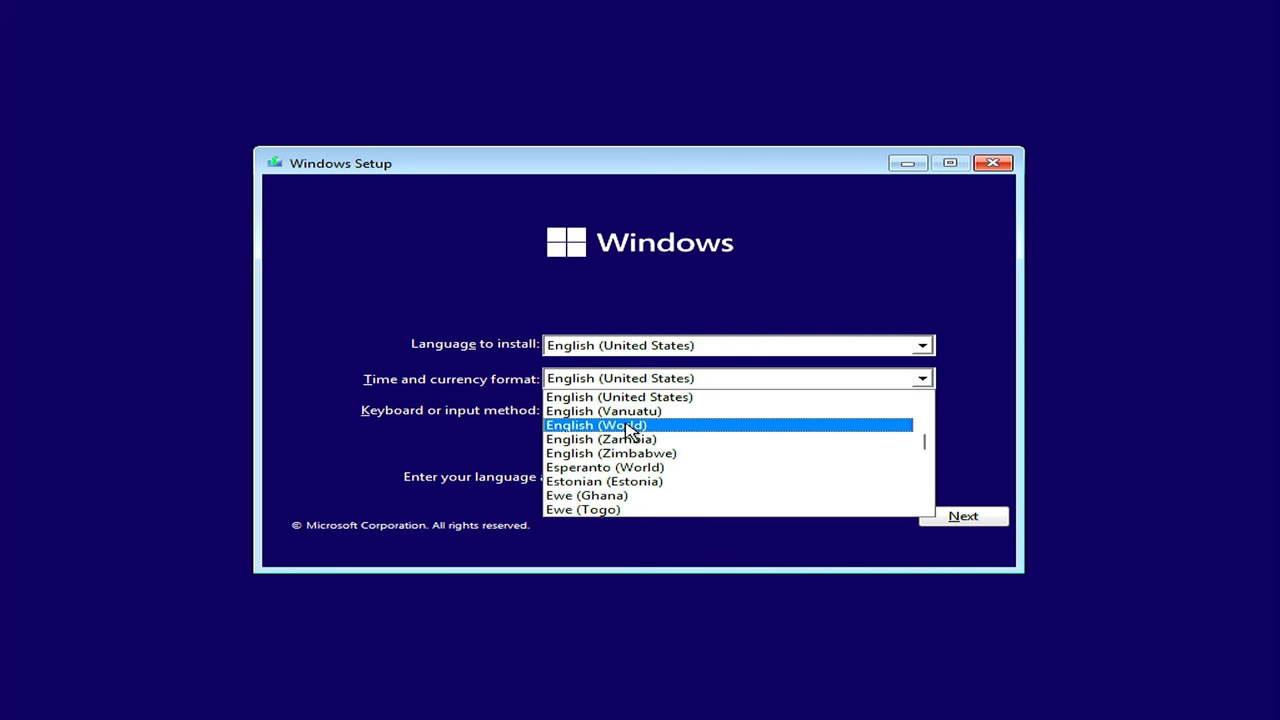 Windows Setup
Windows
Language to install: English (United States)
Time and currency format: English (United States)
English (United States)
Keyboard or input method:
English (Vanuatu)
English (World)
English (Zambia)
English (Zimbabwe)
Esperanto (World)
Enter your language
Estonian (Estonia)
Ewe (Ghana)
Ewe (Togo)
Next
© Microsoft Corporation. All rights reserved.